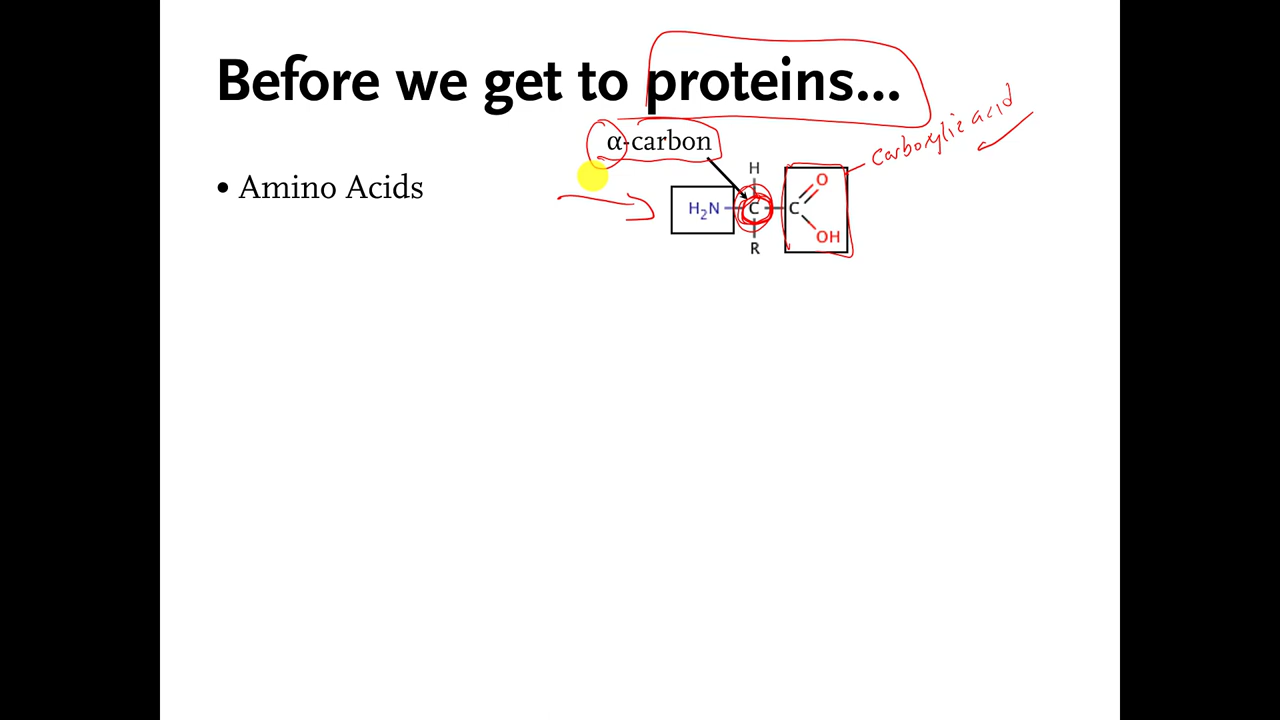 Before we get to proteins...
α-carbon
carboxylic acid
• Amino Acids
H
H₂N C C O
OH
R